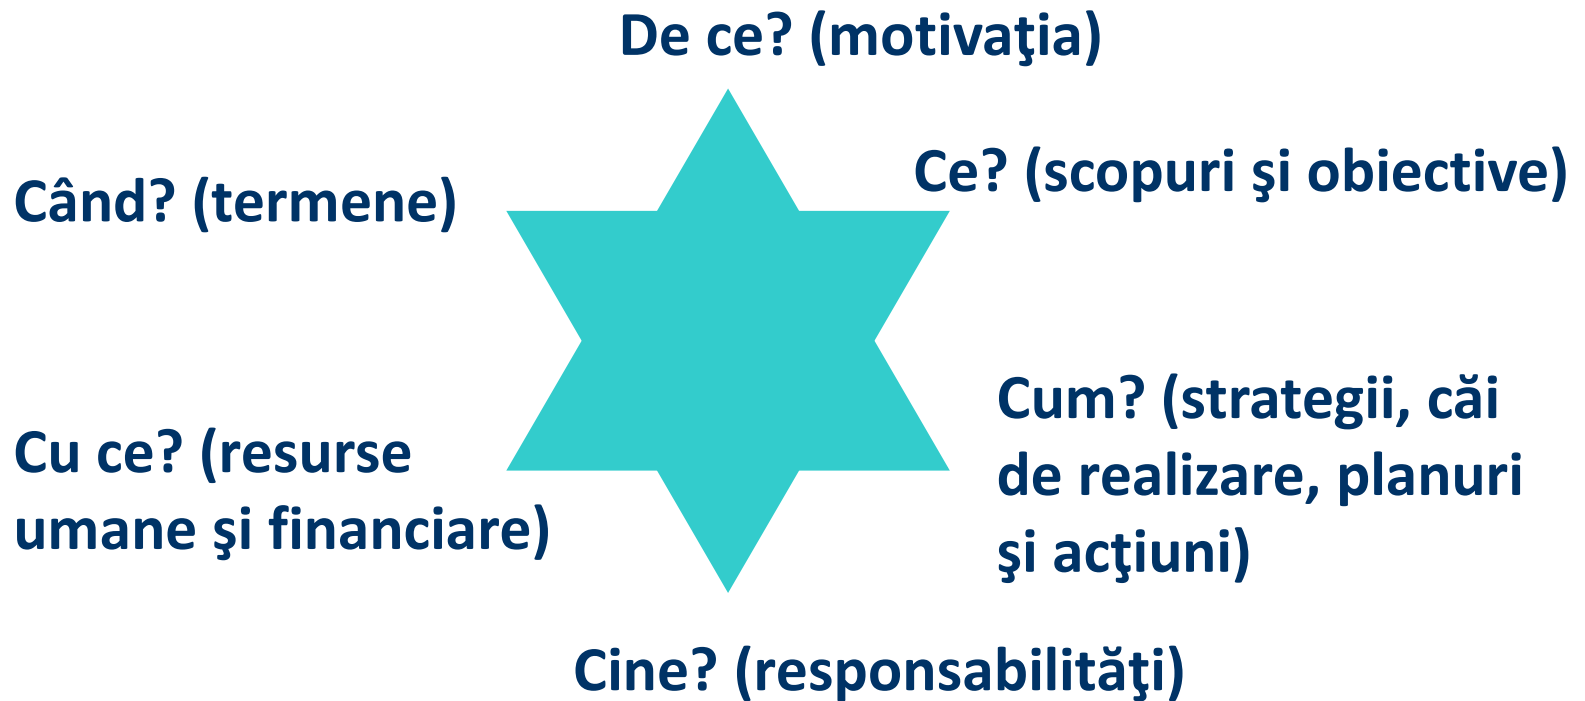 De ce? (motivaţia)
Ce? (scopuri şi obiective)
Când? (termene)
Cum? (strategii, căi
de realizare, planuri
şi acţiuni)
Cu ce? (resurse
umane şi financiare)
Cine? (responsabilităţi)